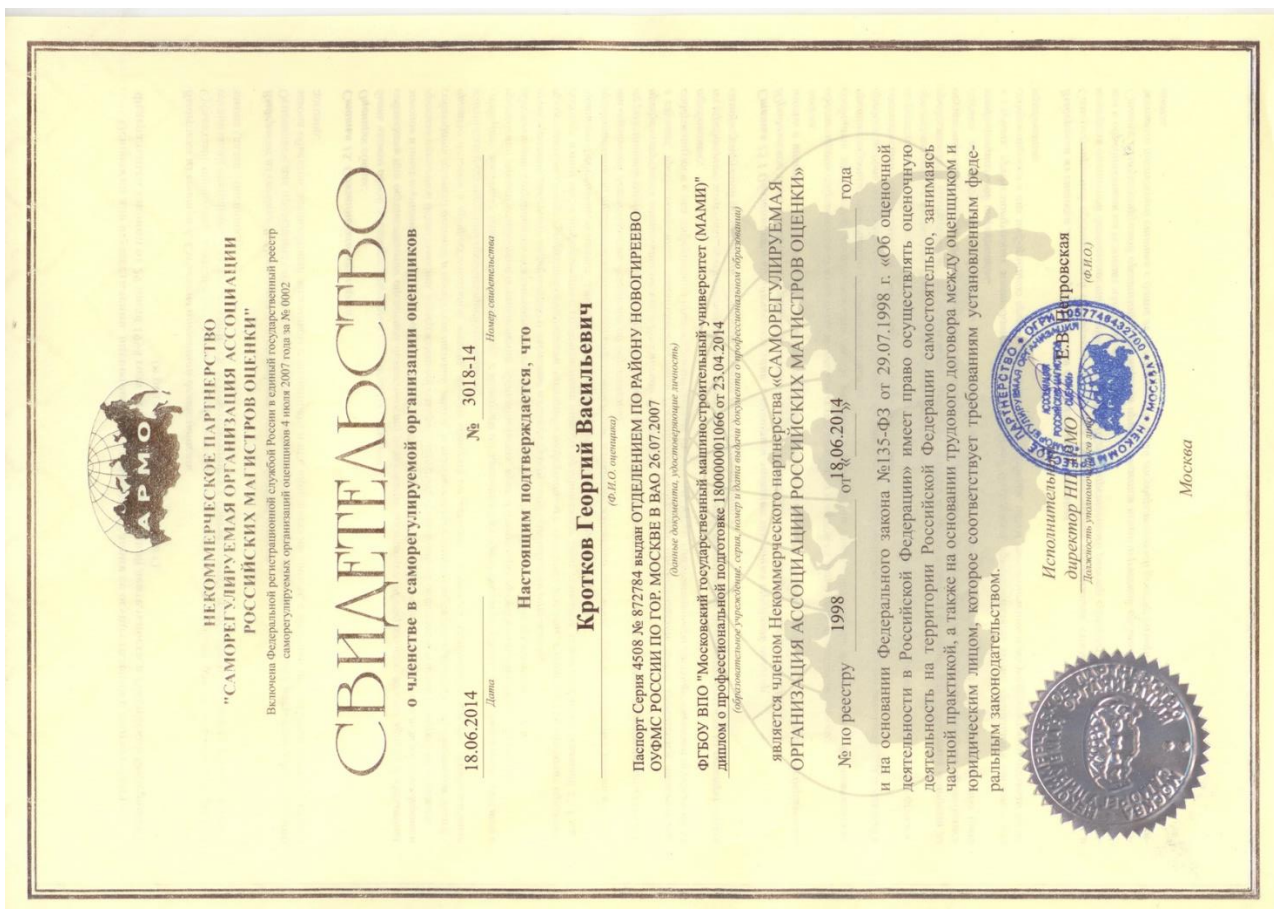 АРМО
НЕКОММЕРЧЕСКОЕ ПАРТНЕРСТВО
"САМОРЕГУЛИРУЕМАЯ ОРГАНИЗАЦИЯ АССОЦИАЦИИ
РОССИЙСКИХ МАГИСТРОВ ОЦЕНКИ"
Включена Федеральной регистрационной службой России в единый государственный реестр
саморегулируемых организаций оценщиков 4 июля 2007 года за № 0002
СВИДЕТЕЛЬСТВО
о членстве в саморегулируемой организации оценщиков
18.06.2014 № 3018-14
Дата Номер свидетельства
Настоящим подтверждается, что
Кротков Георгий Васильевич
(Ф.И.О. оценщика)
Паспорт Серия 4508 № 872784 выдан ОТДЕЛЕНИЕМ ПО РАЙОНУ НОВОГИРЕЕВО
ОУФМС РОССИИ ПО ГОР. МОСКВЕ В ВАО 26.07.2007
(данные документа, удостоверяющие личность)
ФГБОУ ВПО "Московский государственный машиностроительный университет (МАМИ)"
диплом о профессиональной подготовке 180000001066 от 23.04.2014
(образовательное учреждение, серия, номер и дата выдачи документа о профессиональном образовании)
является членом Некоммерческого партнерства «САМОРЕГУЛИРУЕМАЯ
ОРГАНИЗАЦИЯ АССОЦИАЦИИ РОССИЙСКИХ МАГИСТРОВ ОЦЕНКИ»
№ по реестру 1998 от « 18.06.2014 » года
и на основании Федерального закона №135-ФЗ от 29.07.1998 г. «Об оценочной
деятельности в Российской Федерации» имеет право осуществлять оценочную
деятельность на территории Российской Федерации самостоятельно, занимаясь
частной практикой, а также на основании трудового договора между оценщиком и
юридическим лицом, которое соответствует требованиям установленным феде-
ральным законодательством.
Исполнительный
директор НП АРМО Е.В. Петровская
Должность уполномоченного (Ф.И.О.)
НЕКОММЕРЧЕСКОЕ ПАРТНЕРСТВО • ОГРН 1057746432700 • МОСКВА
Москва